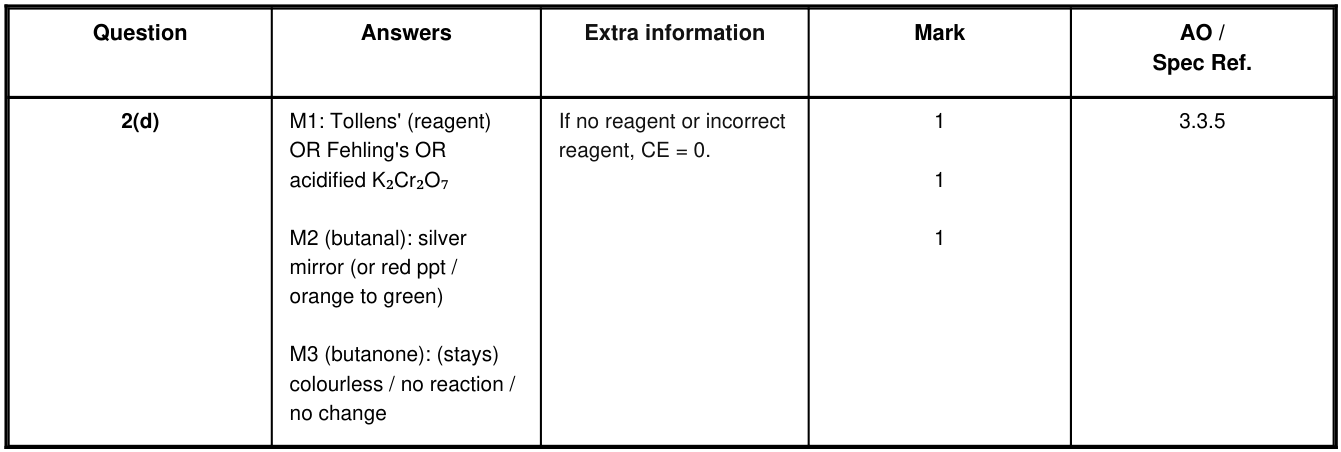 Question Answers Extra information Mark AO /
Spec Ref.
2(d)
M1: Tollens' (reagent)
OR Fehling's OR
acidified K₂Cr₂O₇
M2 (butanal): silver
mirror (or red ppt /
orange to green)
M3 (butanone): (stays)
colourless / no reaction /
no change
If no reagent or incorrect
reagent, CE = 0.
1
1
1
3.3.5